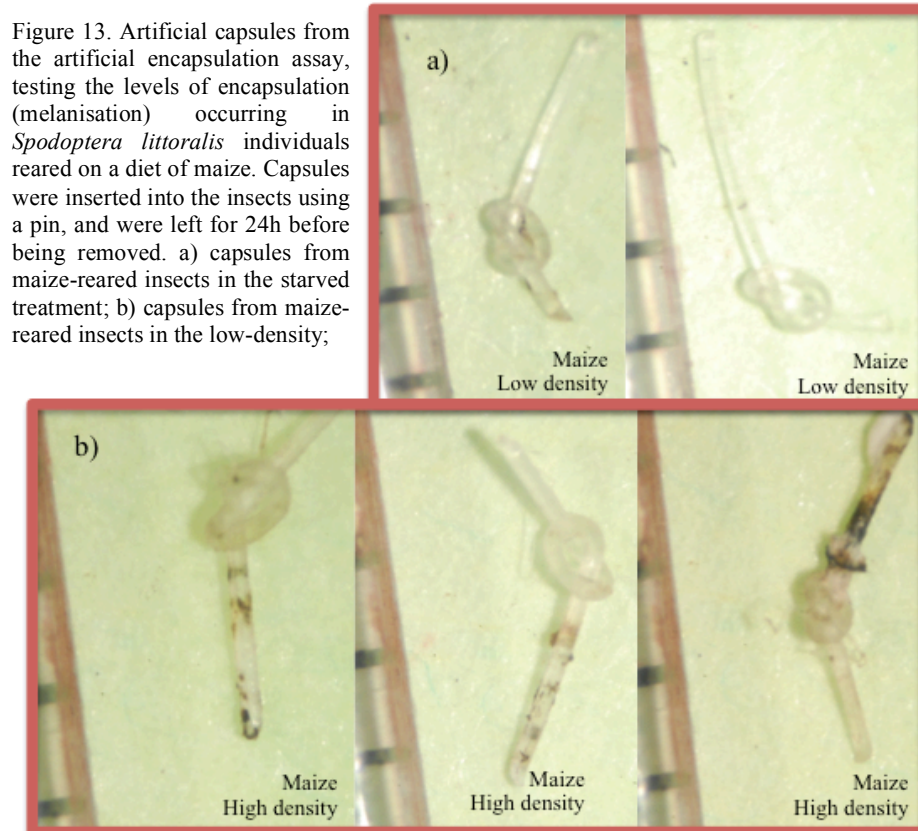 Figure 13. Artificial capsules from
the artificial encapsulation assay,
testing the levels of encapsulation
(melanisation) occurring in
Spodoptera littoralis individuals
reared on a diet of maize. Capsules
were inserted into the insects using
a pin, and were left for 24h before
being removed. a) capsules from
maize-reared insects in the starved
treatment; b) capsules from maize-
reared insects in the low-density;
a)
Maize
Low density
Maize
Low density
b)
Maize
High density
Maize
High density
Maize
High density